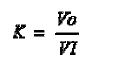 K = Vo
VI